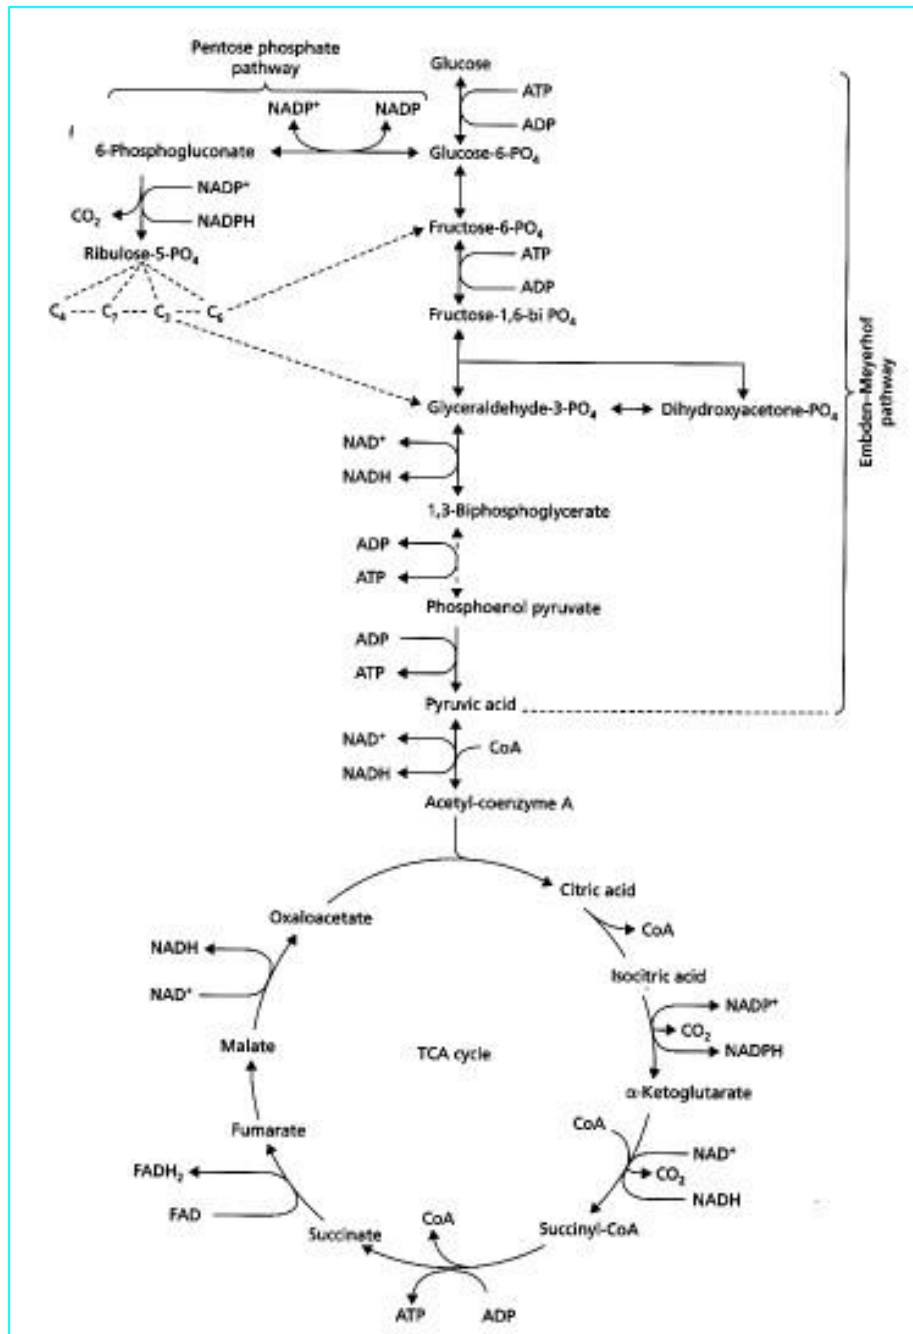 Pentose phosphate
pathway
Glucose
NADP⁺ NADP
ATP
ADP
6-Phosphogluconate
Glucose-6-PO₄
NADP⁺
CO₂
NADPH
Fructose-6-PO₄
Ribulose-5-PO₄
ATP
ADP
C₄ C₇ C₃ C₆
Fructose-1,6-bi PO₄
Glyceraldehyde-3-PO₄
Dihydroxyacetone-PO₄
Embden-Meyerhof
pathway
NAD⁺
NADH
1,3-Biphosphoglycerate
ADP
ATP
Phosphoenol pyruvate
ADP
ATP
Pyruvic acid
NAD⁺
CoA
NADH
Acetyl-coenzyme A
Citric acid
Oxaloacetate
CoA
NADH
Isocitric acid
NAD⁺
NADP⁺
CO₂
NADPH
Malate
TCA cycle
α-Ketoglutarate
CoA
Fumarate
NAD⁺
CO₂
FADH₂
NADH
FAD
Succinate
CoA
Succinyl-CoA
ATP
ADP